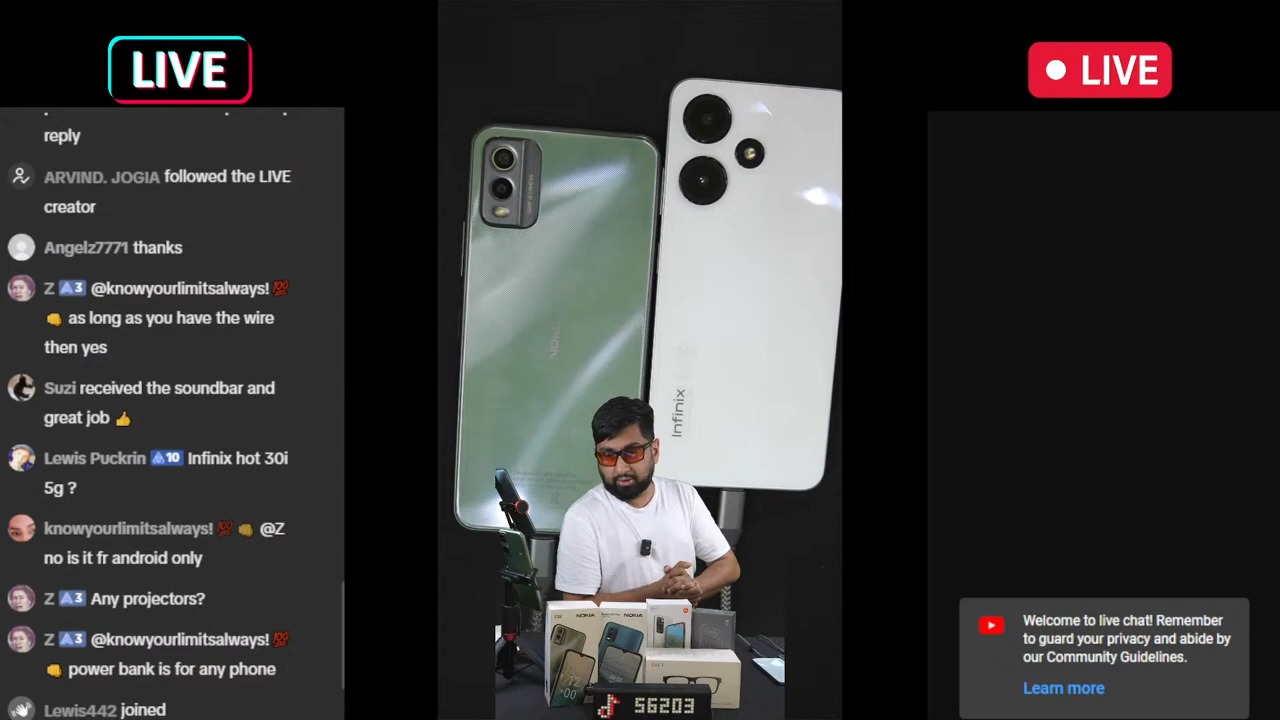 LIVE
reply
ARVIND. JOGIA followed the LIVE
creator
Angelz7771 thanks
Z 3 @knowyourlimitsalways! 💯
👊 as long as you have the wire
then yes
Suzi received the soundbar and
great job 👍
Lewis Puckrin 10 Infinix hot 30i
5g ?
knowyourlimitsalways! 💯 👊 @Z
no is it fr android only
Z 3 Any projectors?
Z 3 @knowyourlimitsalways! 💯
👊 power bank is for any phone
Lewis442 joined
NOKIA
Infinix
NOKIA
NOKIA
56203
LIVE
Welcome to live chat! Remember
to guard your privacy and abide by
our Community Guidelines.
Learn more